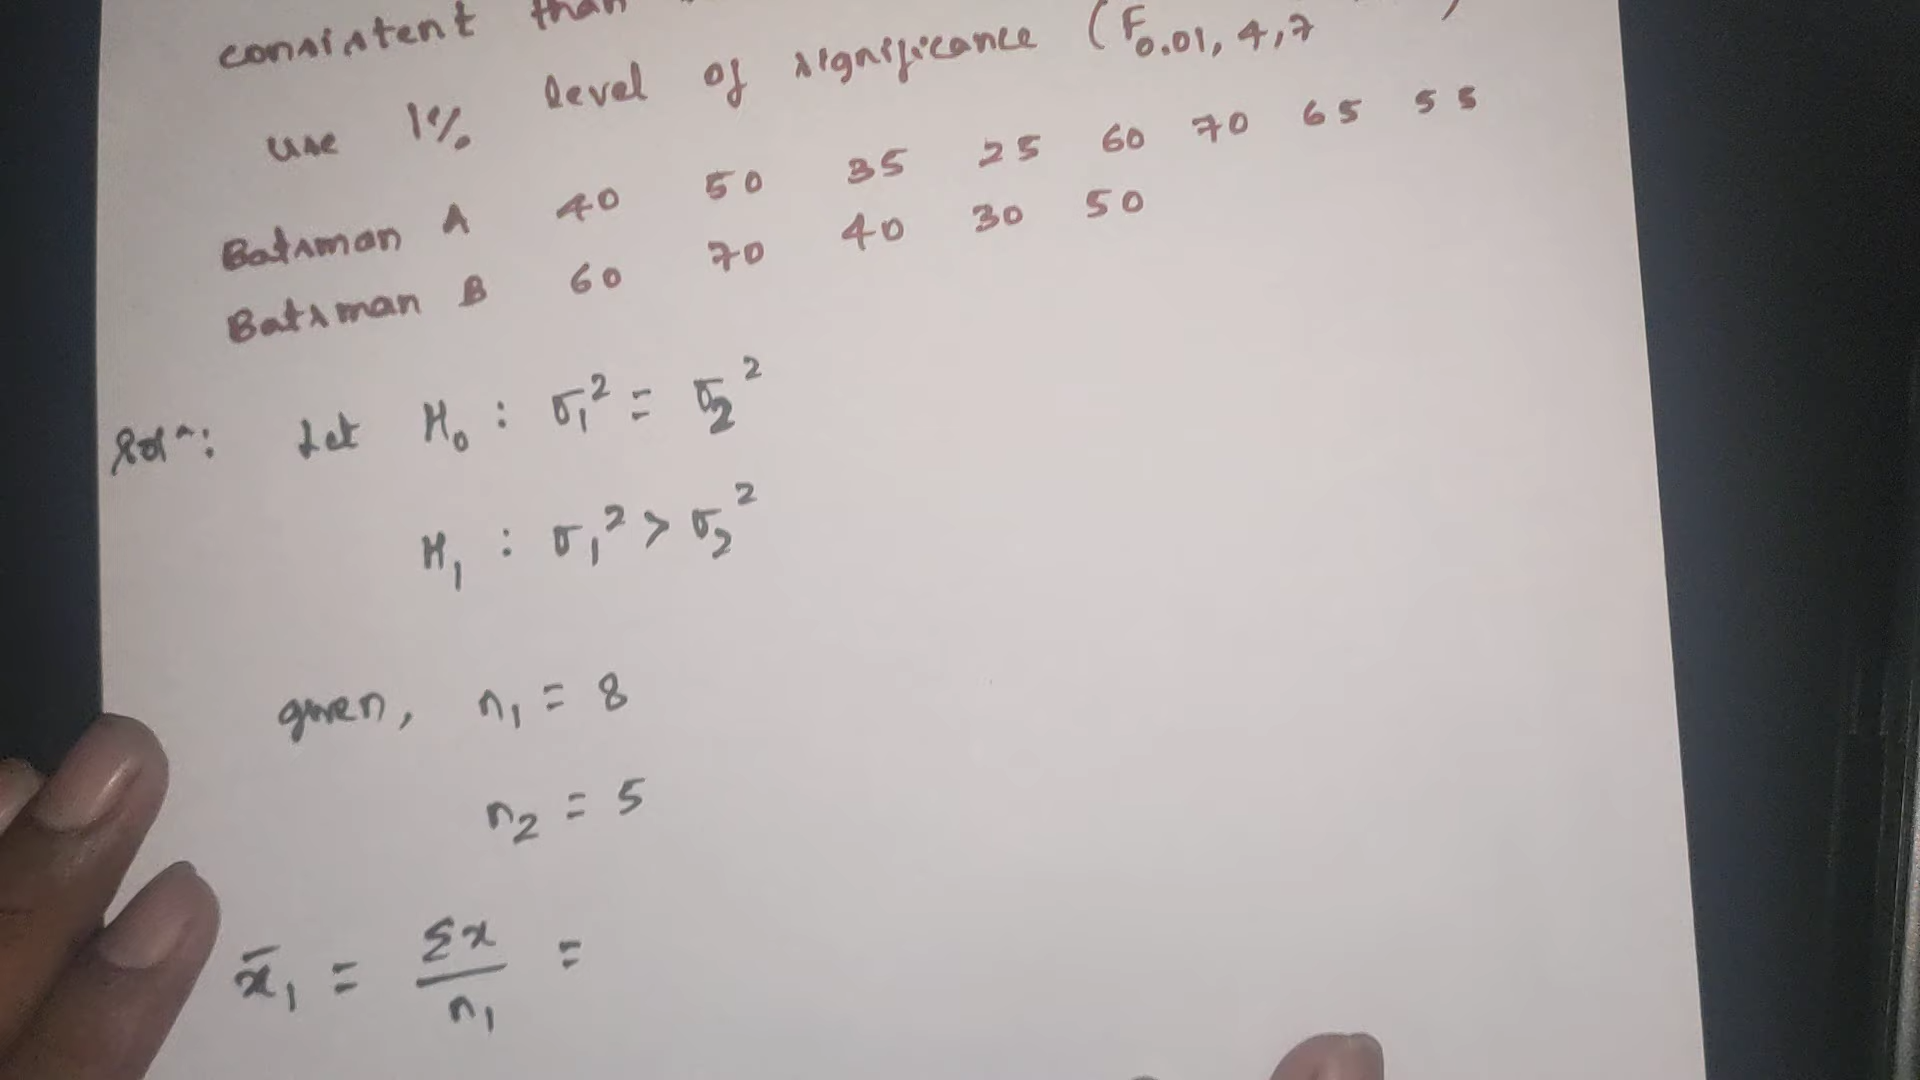 consistent than
use 1% level of significance (F0.01, 4,7 )
Batsman A 40 50 35 25 60 70 65 55
Batsman B 60 70 40 30 50
Solⁿ: Let H₀ : σ₁² = σ₂²
H₁ : σ₁² > σ₂²
given, n₁ = 8
n₂ = 5
x̄₁ = Σx / n₁ =